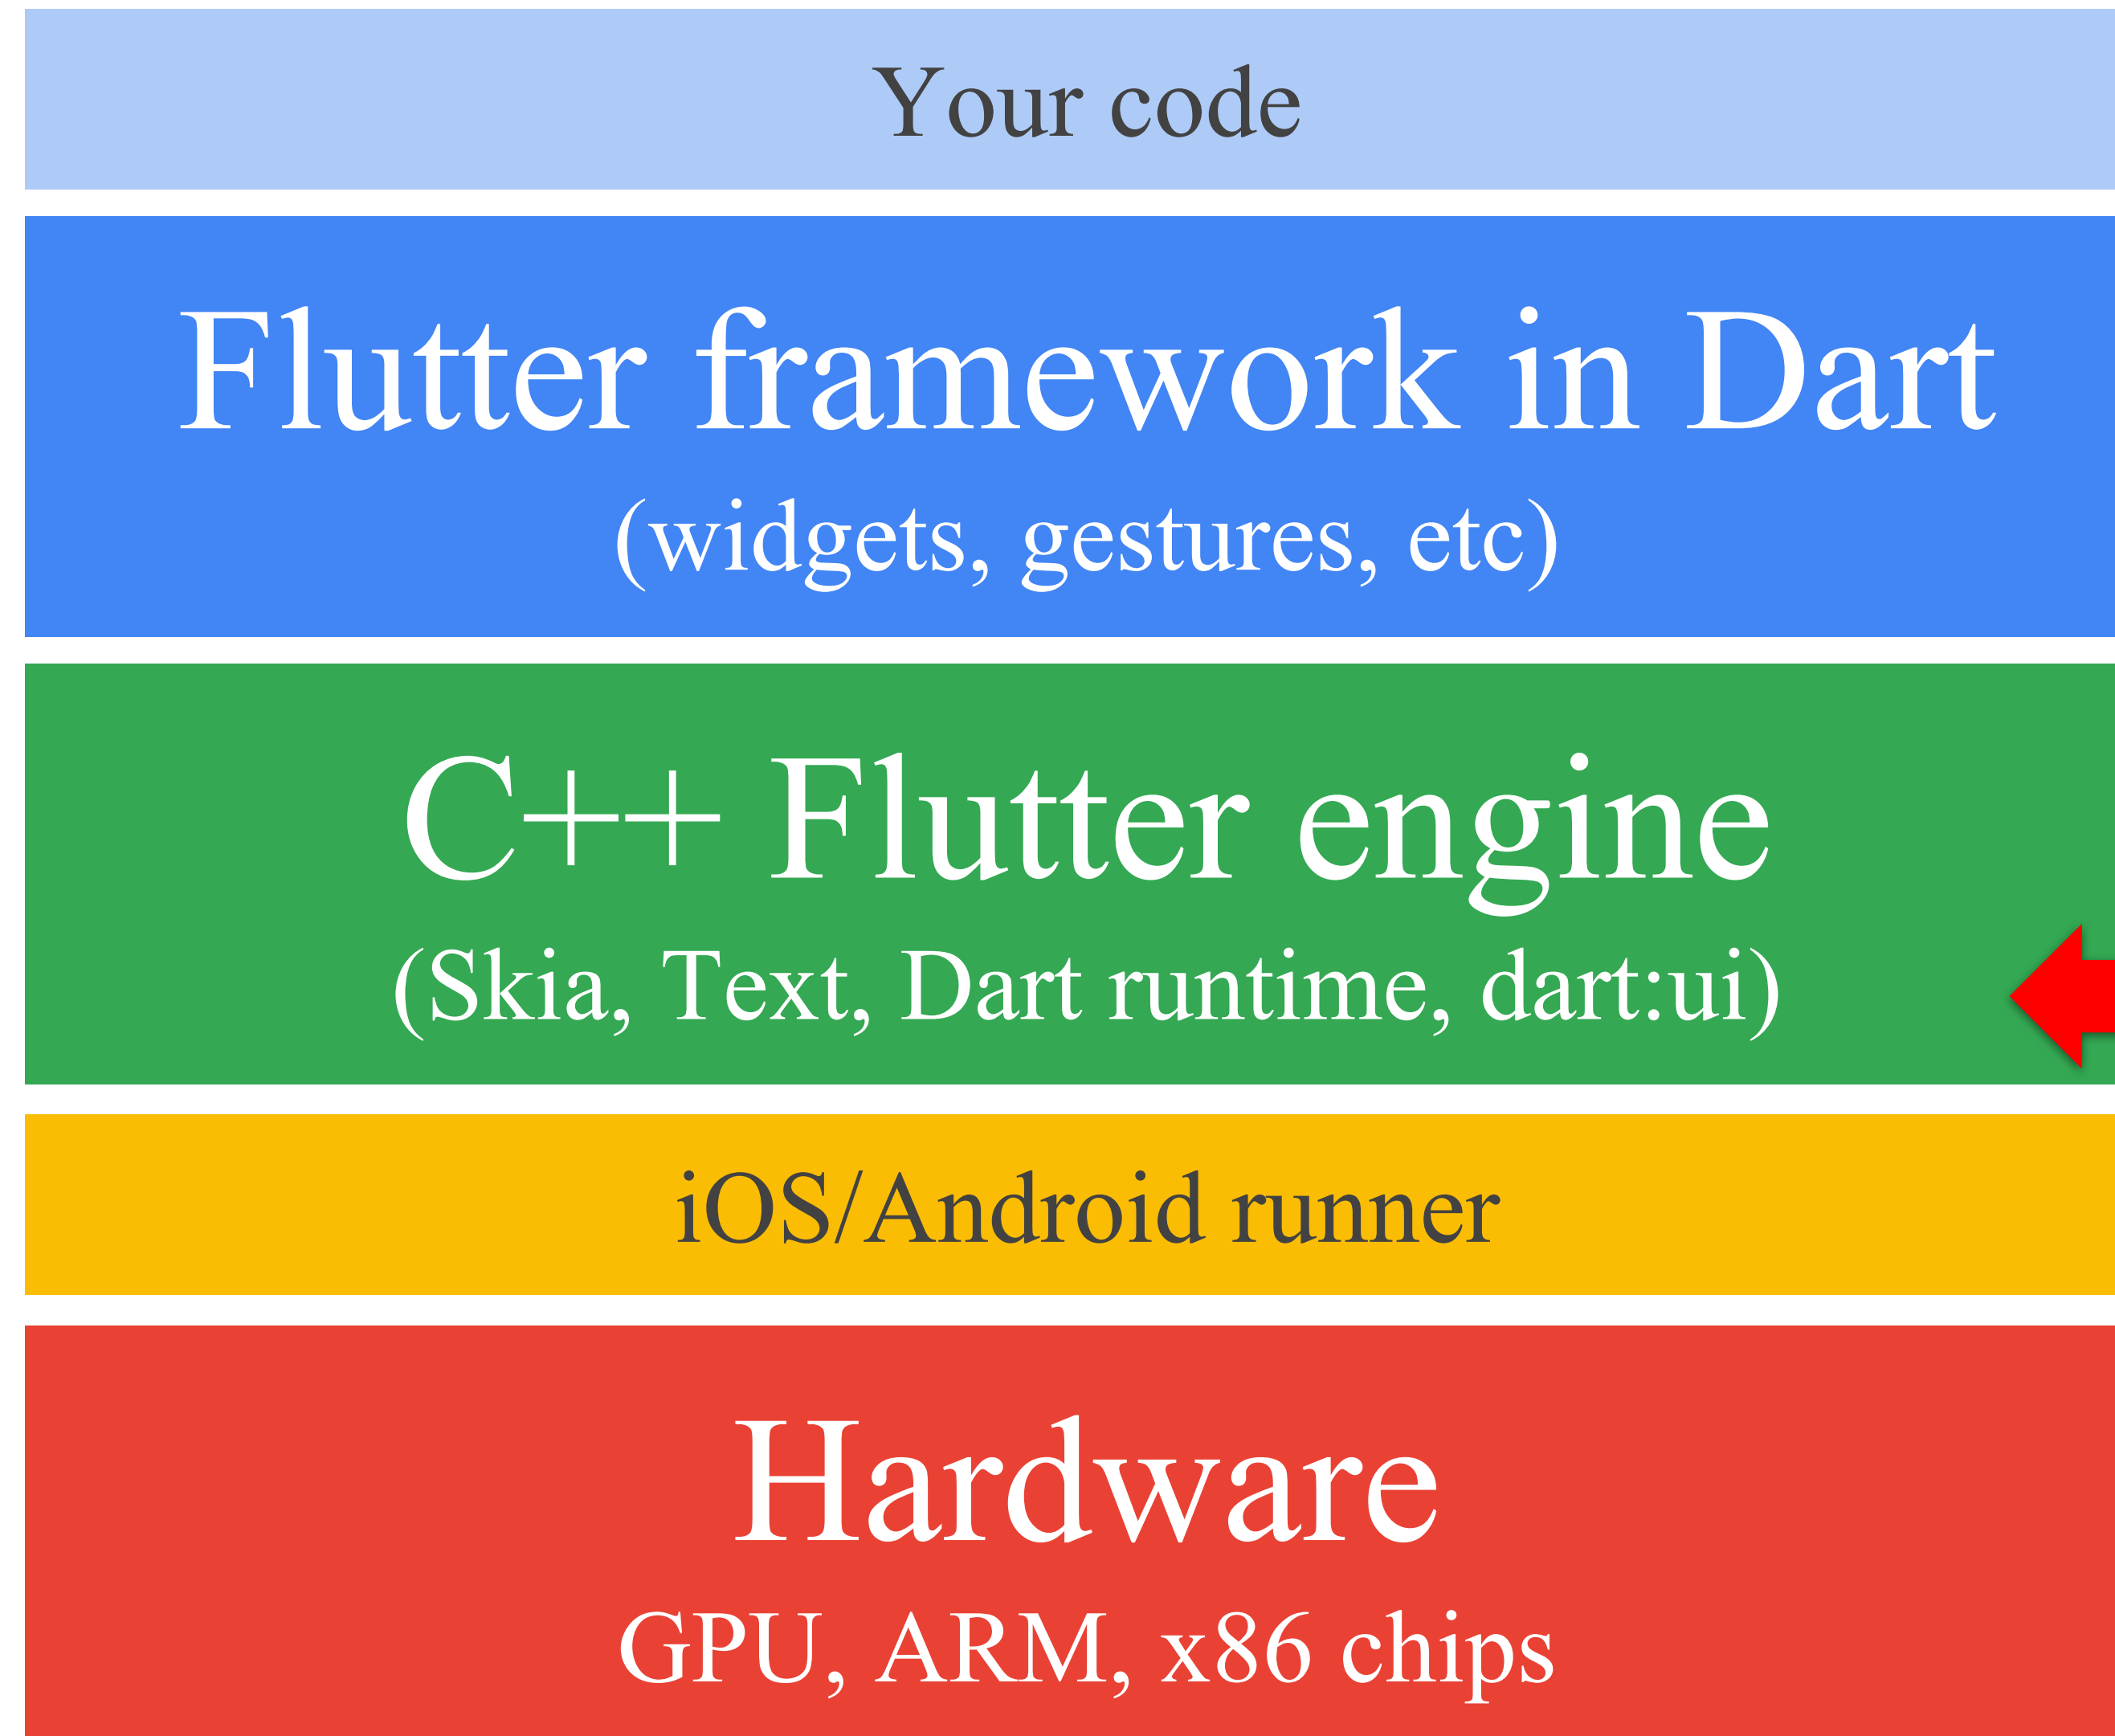 Your code
Flutter framework in Dart
(widgets, gestures, etc)
C++ Flutter engine
(Skia, Text, Dart runtime, dart:ui)
iOS/Android runner
Hardware
GPU, ARM, x86 chips